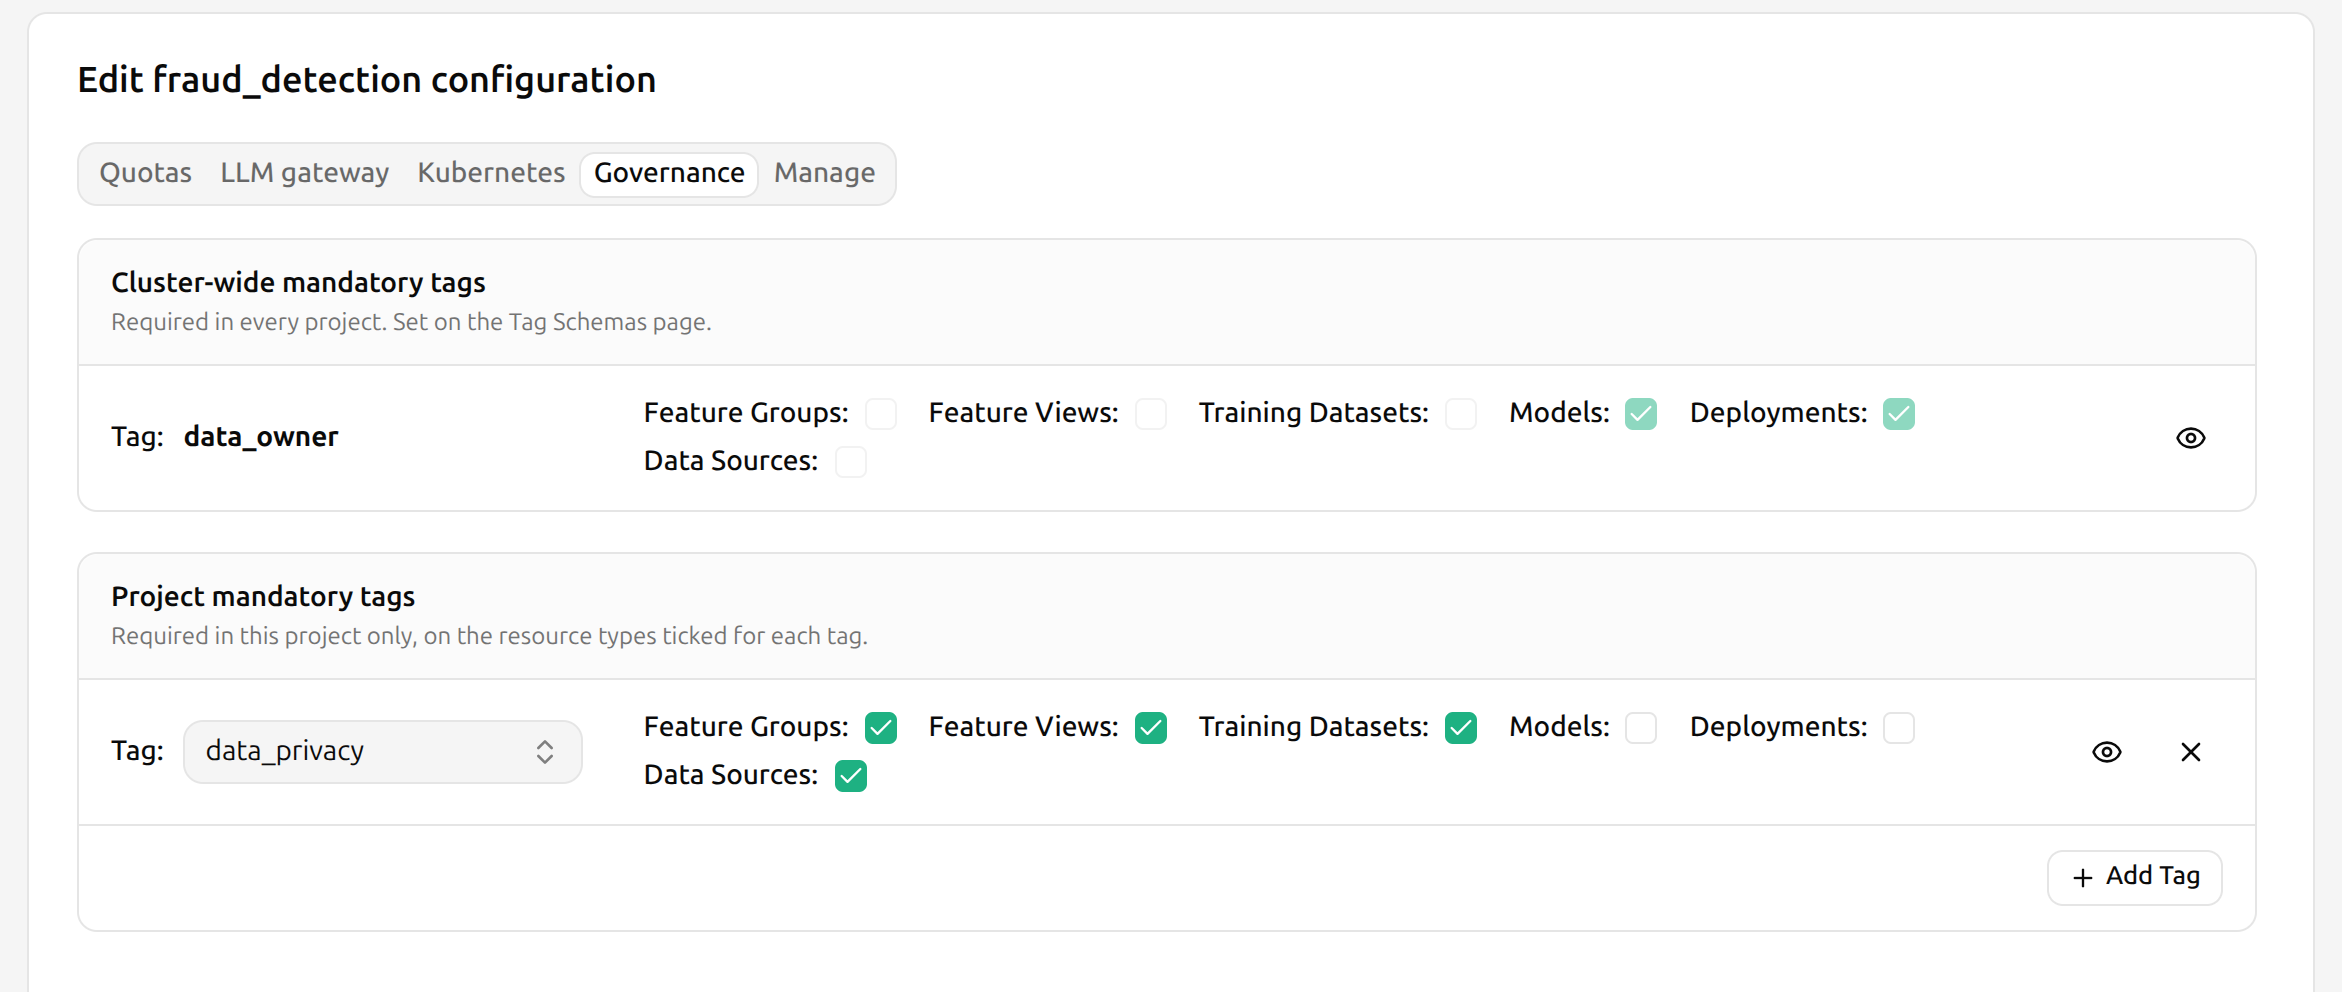 Edit fraud_detection configuration
Quotas LLM gateway Kubernetes Governance Manage
Cluster-wide mandatory tags
Required in every project. Set on the Tag Schemas page.
Tag: data_owner
Feature Groups: Feature Views: Training Datasets: Models: Deployments:
Data Sources:
Project mandatory tags
Required in this project only, on the resource types ticked for each tag.
Tag: data_privacy
Feature Groups: Feature Views: Training Datasets: Models: Deployments:
Data Sources:
Add Tag